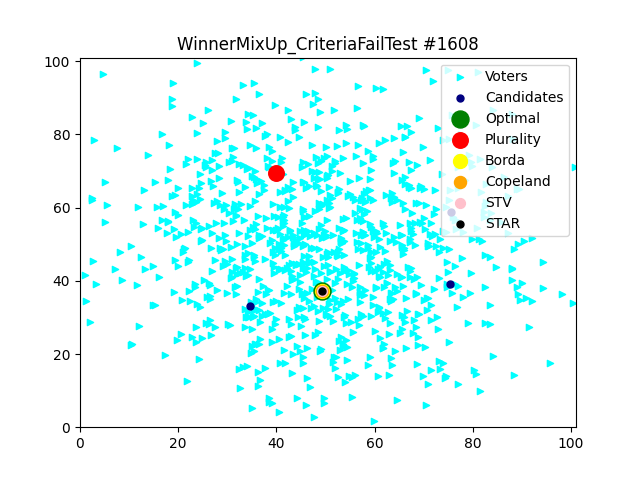 WinnerMixUp_CriteriaFailTest #1608
100
80
60
40
20
0
0
20
40
60
80
100
Voters
Candidates
Optimal
Plurality
Borda
Copeland
STV
STAR